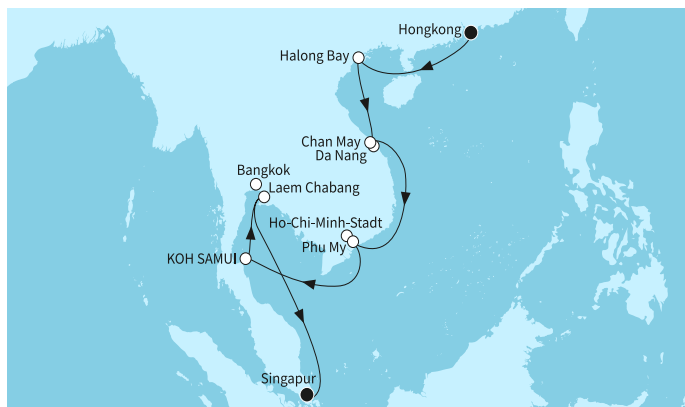 Hongkong
Halong Bay
Chan May
Da Nang
Bangkok
Laem Chabang
Ho-Chi-Minh-Stadt
Phu My
KOH SAMUI
Singapur